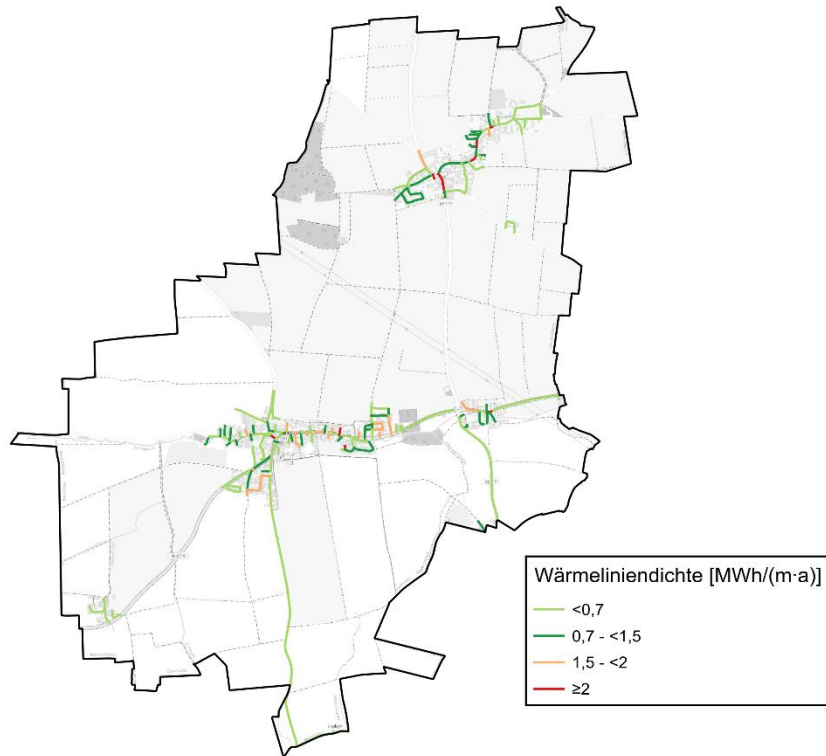 Wärmeliniendichte [MWh/(m·a)]
<0,7
0,7 - <1,5
1,5 - <2
≥2